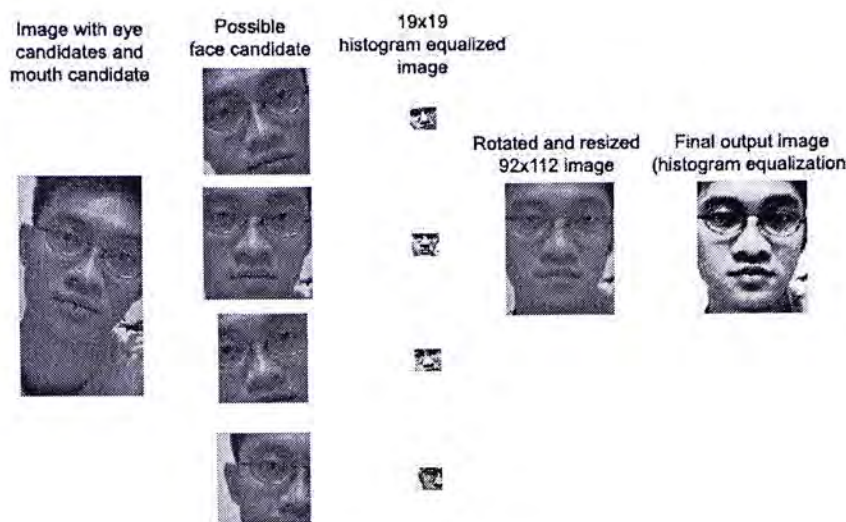 Image with eye
candidates and
mouth candidate
Possible
face candidate
19x19
histogram equalized
image
Rotated and resized
92x112 image
Final output image
(histogram equalization